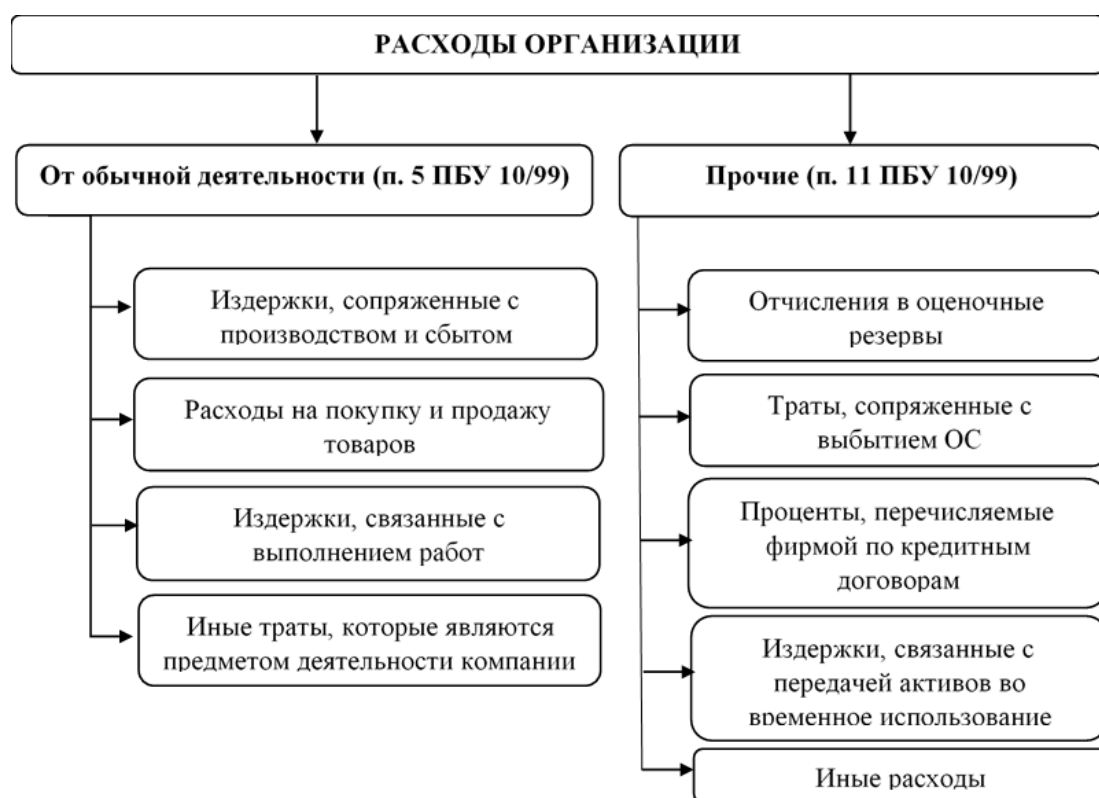 РАСХОДЫ ОРГАНИЗАЦИИ
От обычной деятельности (п. 5 ПБУ 10/99)
Издержки, сопряженные с
производством и сбытом
Расходы на покупку и продажу
товаров
Издержки, связанные с
выполнением работ
Иные траты, которые являются
предметом деятельности компании
Прочие (п. 11 ПБУ 10/99)
Отчисления в оценочные
резервы
Траты, сопряженные с
выбытием ОС
Проценты, перечисляемые
фирмой по кредитным
договорам
Издержки, связанные с
передачей активов во
временное использование
Иные расходы